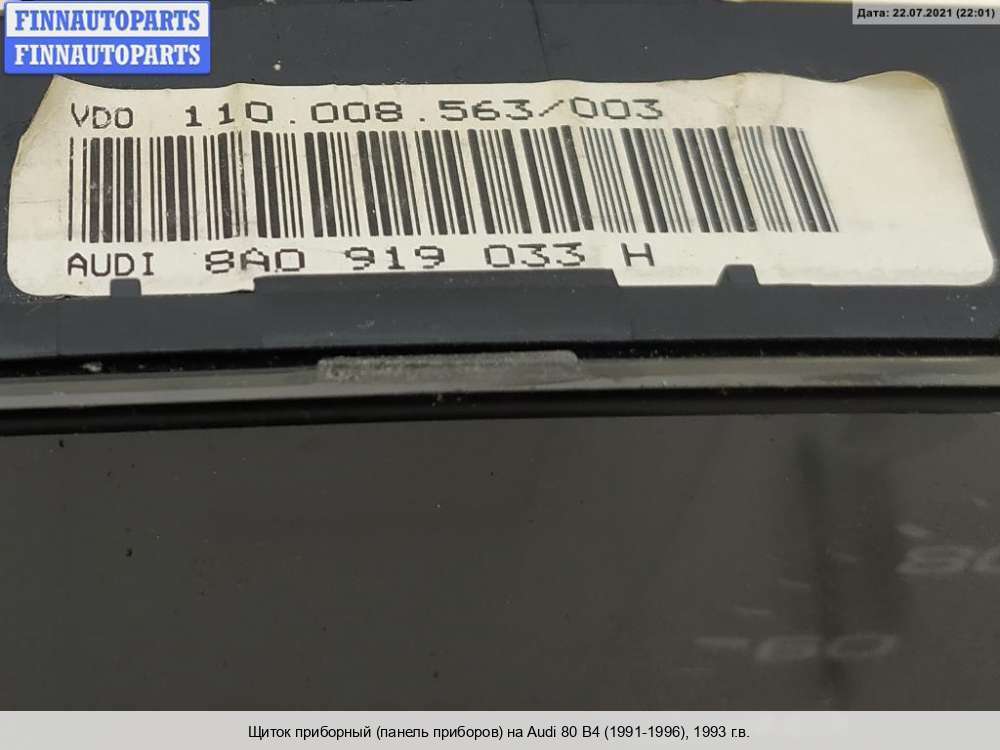 FINNAUTOPARTS
FINNAUTOPARTS
Дата: 22.07.2021 (22:01)
VDO 110.008.563/003
AUDI 8A0 919 033 H
80
60
Щиток приборный (панель приборов) на Audi 80 B4 (1991-1996), 1993 г.в.